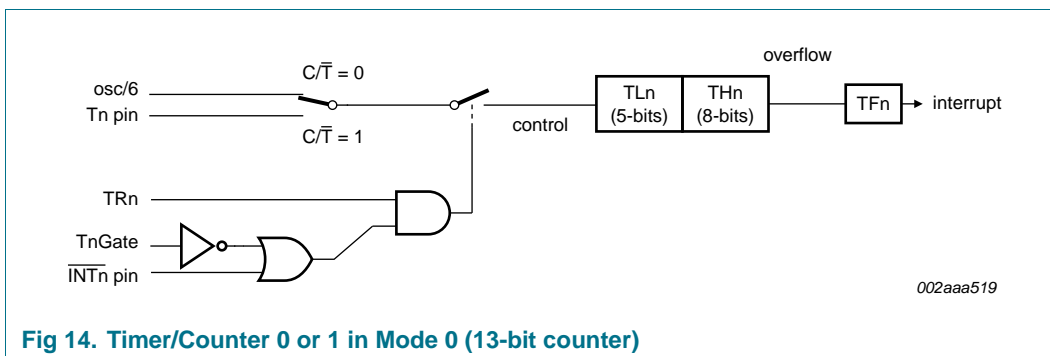 overflow
C/T̅ = 0
osc/6
Tn pin
C/T̅ = 1
control
TLn
(5-bits)
THn
(8-bits)
TFn
interrupt
TRn
TnGate
I̅N̅T̅n̅ pin
002aaa519
Fig 14. Timer/Counter 0 or 1 in Mode 0 (13-bit counter)